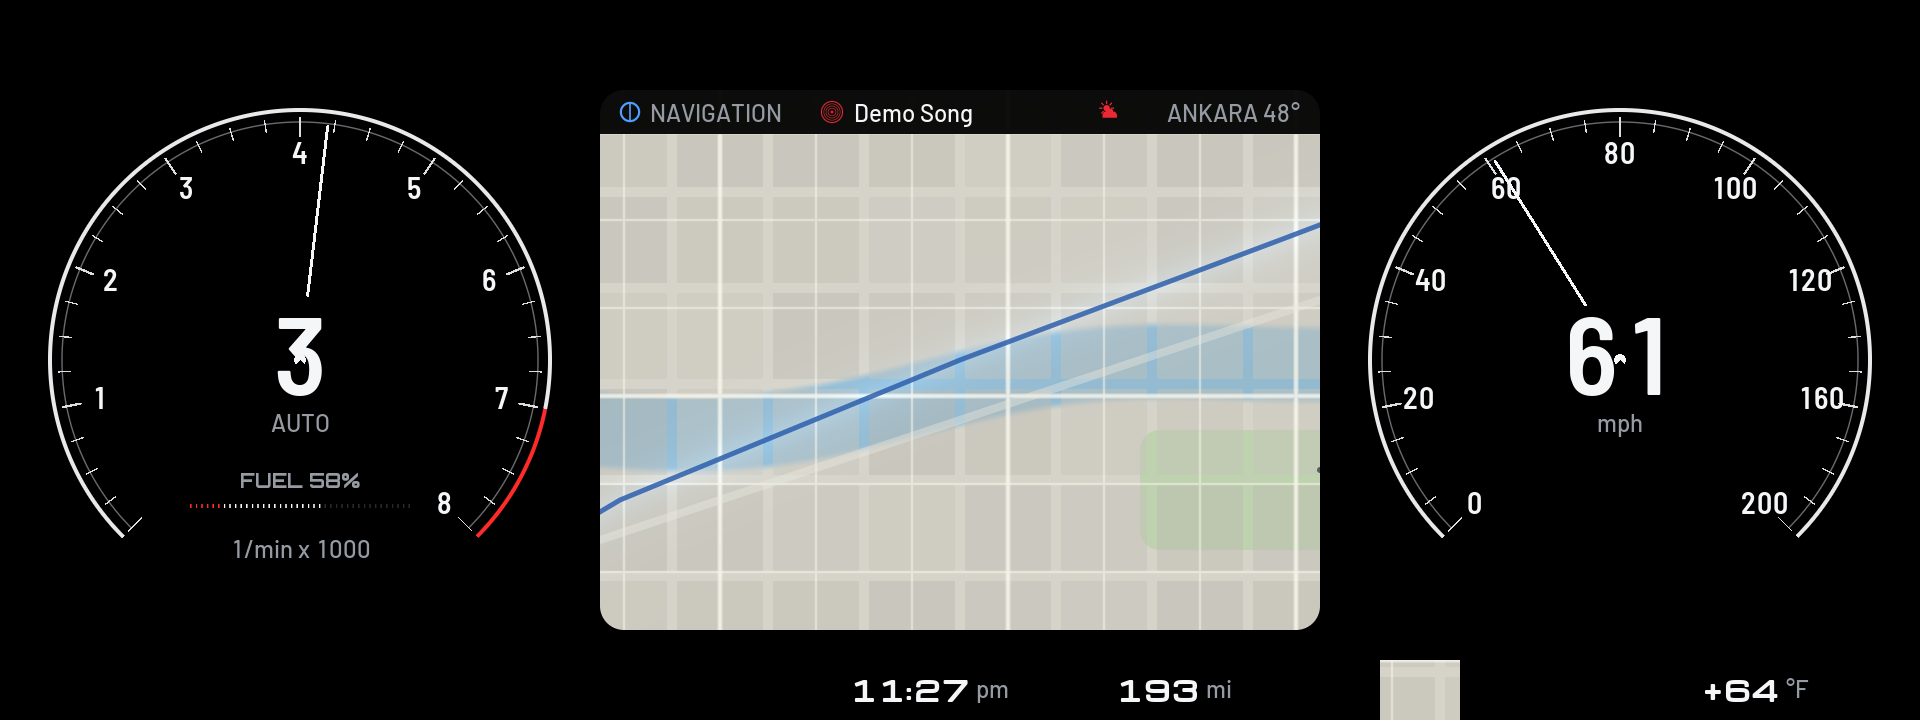 NAVIGATION
Demo Song
ANKARA 48°
1
2
3
4
5
6
7
8
3
AUTO
FUEL 58%
1/min x 1000
0
20
40
60
80
100
120
160
200
61
mph
11:27 pm
193 mi
+64 °F